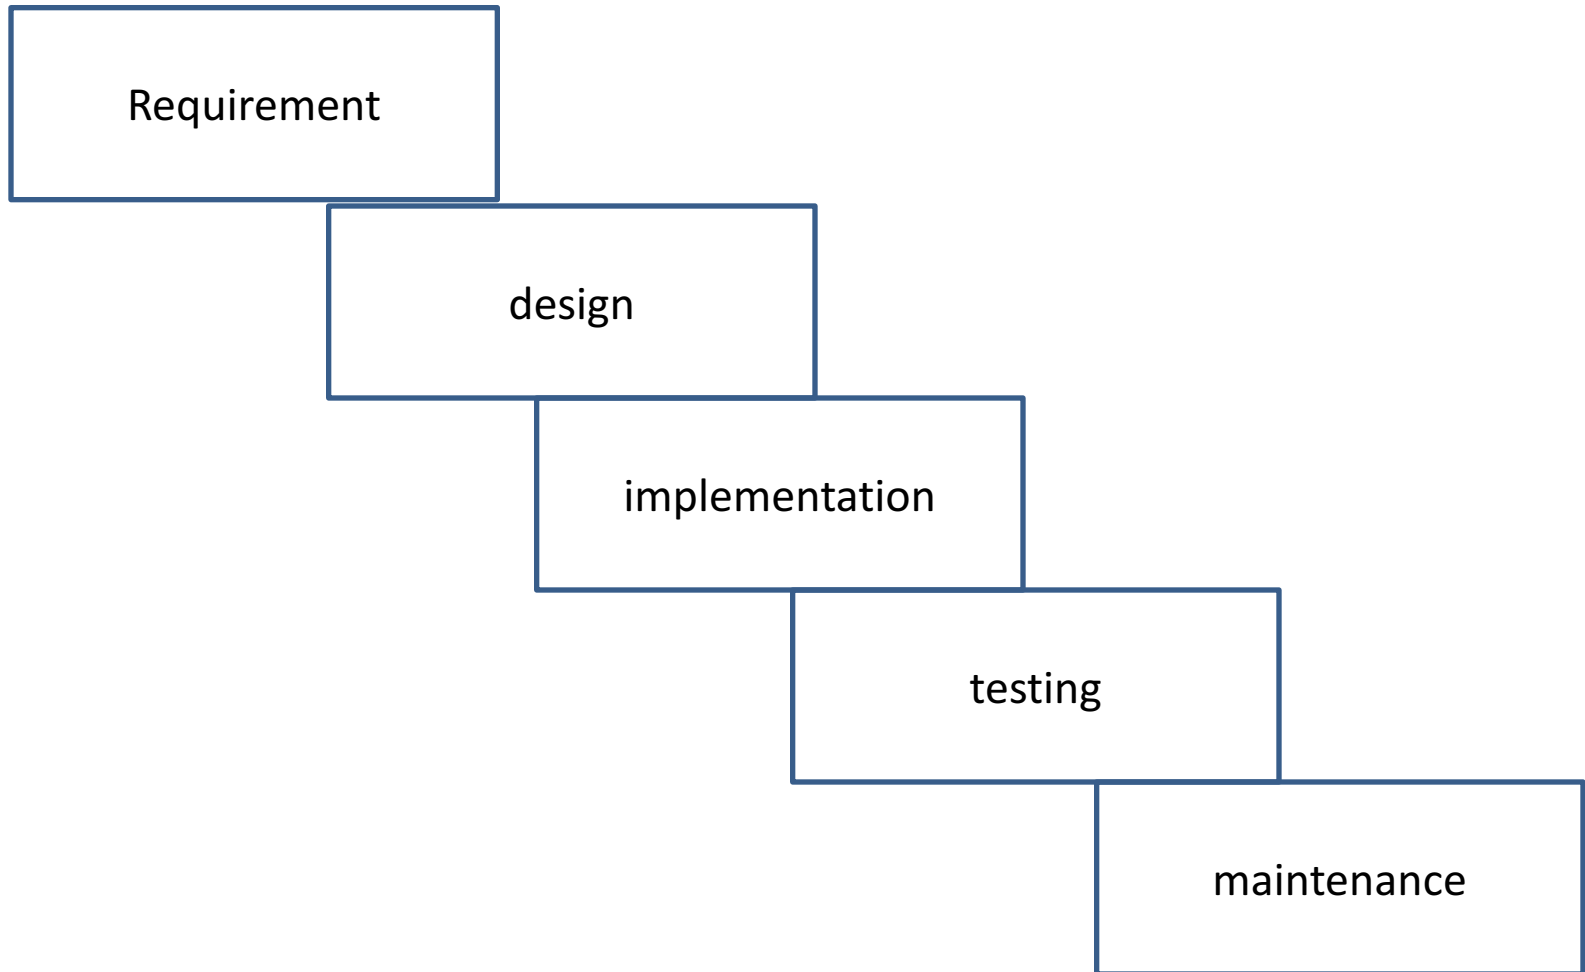 Requirement
design
implementation
testing
maintenance